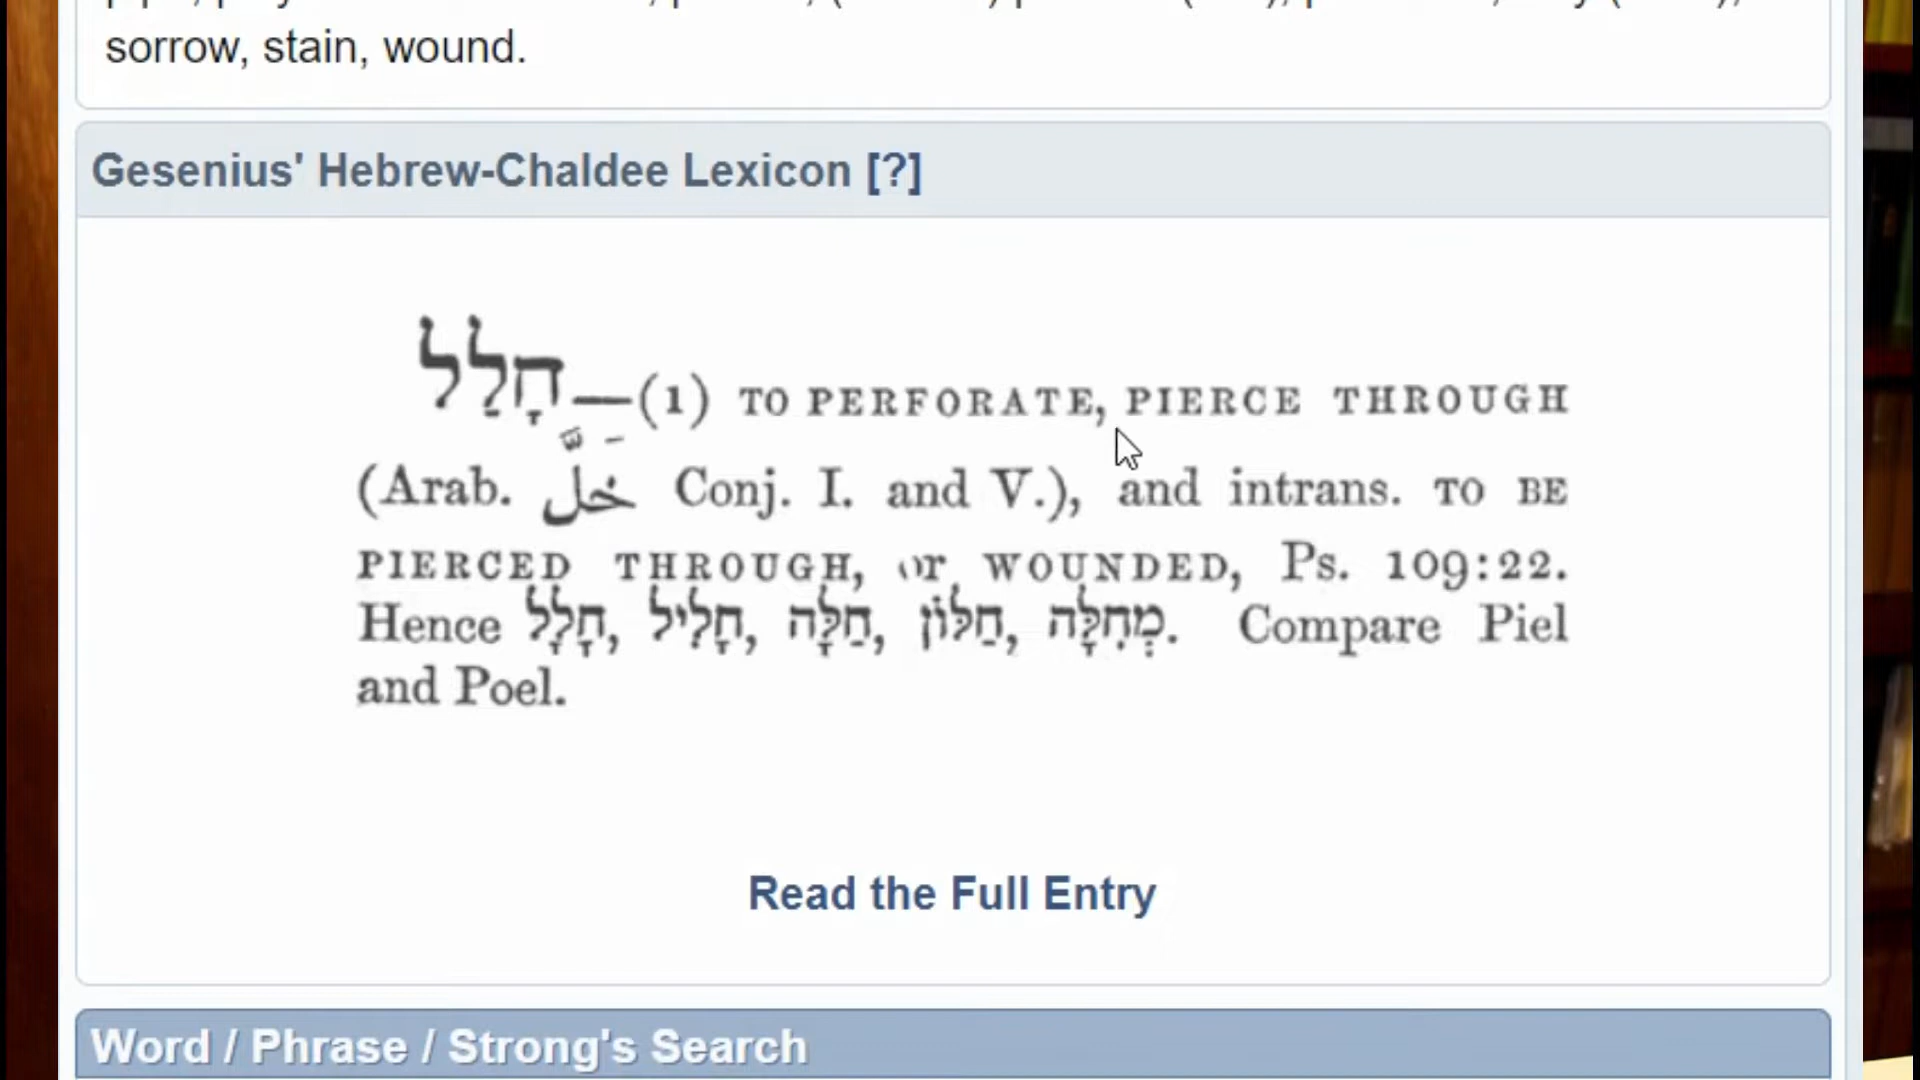 sorrow, stain, wound.
Gesenius' Hebrew-Chaldee Lexicon [?]
חָלַל—(1) TO PERFORATE, PIERCE THROUGH
(Arab. خَلَّ Conj. I. and V.), and intrans. TO BE
PIERCED THROUGH, or WOUNDED, Ps. 109:22.
Hence חָלָל, חָלִיל, חַלָּה, חַלּוֹן, מְחִלָּה. Compare Piel
and Poel.
Read the Full Entry
Word / Phrase / Strong's Search